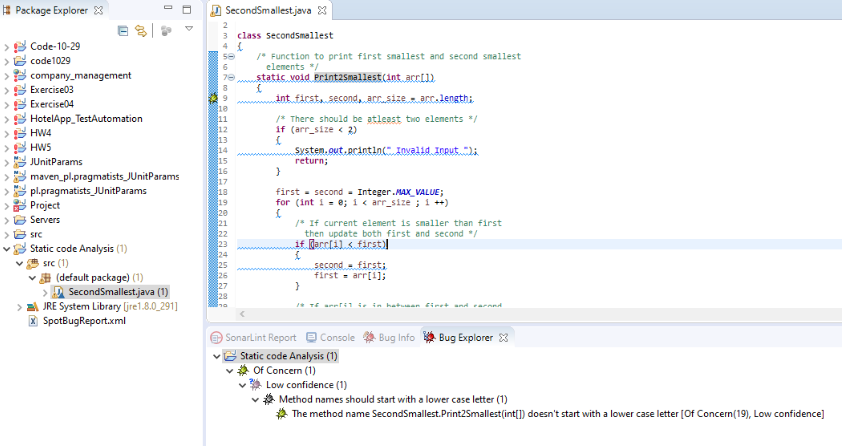 Package Explorer
Code-10-29
code1029
company_management
Exercise03
Exercise04
HotelApp_TestAutomation
HW4
HW5
JUnitParams
maven_pl.pragmatists_JUnitParams
pl.pragmatists_JUnitParams
Project
Servers
src
Static code Analysis (1)
src (1)
(default package) (1)
SecondSmallest.java (1)
JRE System Library [jre1.8.0_291]
SpotBugReport.xml
SecondSmallest.java
2
3 class SecondSmallest
4 {
5 /* Function to print first smallest and second smallest
6 elements */
7 static void Print2Smallest(int arr[])
8 {
9 int first, second, arr_size = arr.length;
10
11 /* There should be atleast two elements */
12 if (arr_size < 2)
13 {
14 System.out.println(" Invalid Input ");
15 return;
16 }
17
18 first = second = Integer.MAX_VALUE;
19 for (int i = 0; i < arr_size ; i ++)
20 {
21 /* If current element is smaller than first
22 then update both first and second */
23 if (arr[i] < first)
24 {
25 second = first;
26 first = arr[i];
27 }
28
29 /* If arr[i] is in between first and second
SonarLint Report Console Bug Info Bug Explorer
Static code Analysis (1)
Of Concern (1)
Low confidence (1)
Method names should start with a lower case letter (1)
The method name SecondSmallest.Print2Smallest(int[]) doesn't start with a lower case letter [Of Concern(19), Low confidence]